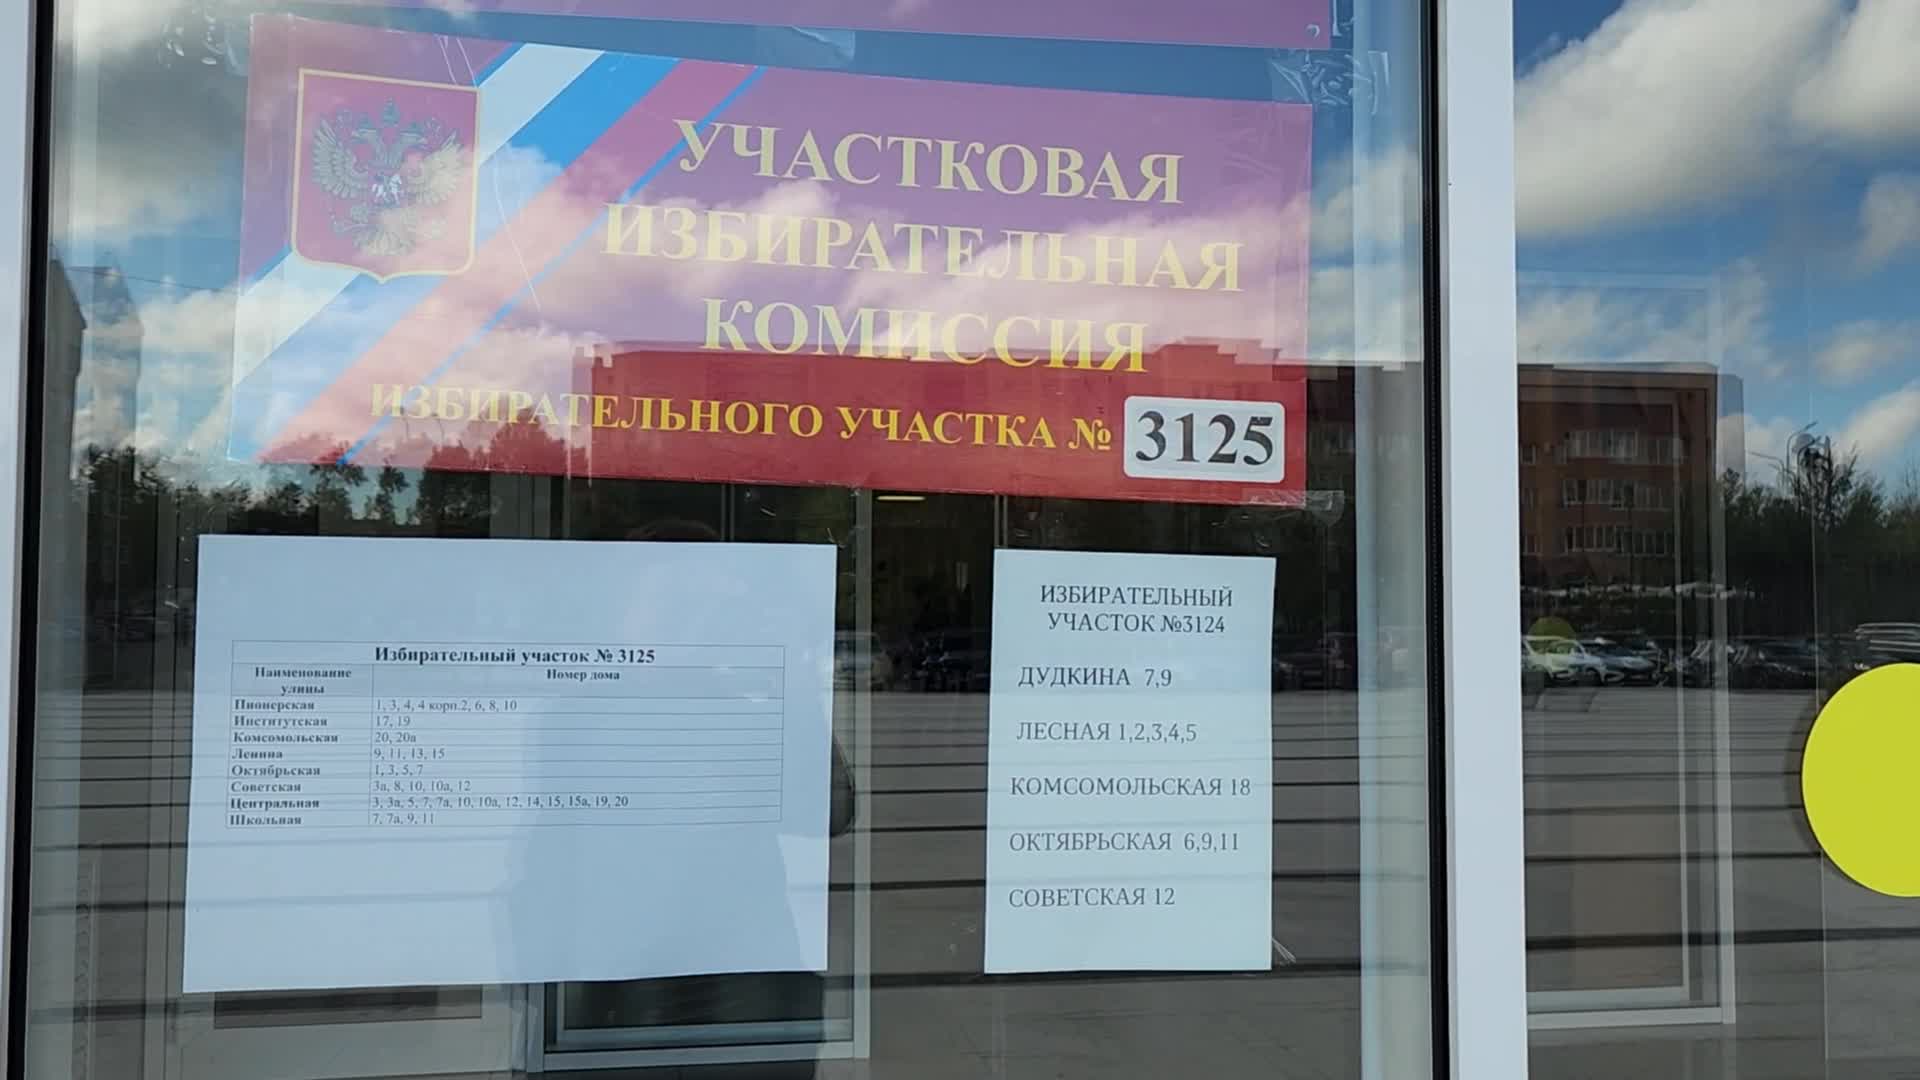 УЧАСТКОВАЯ
ИЗБИРАТЕЛЬНАЯ
КОМИССИЯ
ИЗБИРАТЕЛЬНОГО УЧАСТКА № 3125
Избирательный участок № 3125
Наименование улицы Номер дома
Пионерская 1, 3, 4, 4 корп.2, 6, 8, 10
Институтская 17, 19
Комсомольская 20, 20а
Ленина 9, 11, 13, 15
Октябрьская 1, 3, 5, 7
Советская 3а, 8, 10, 10а, 12
Центральная 3, 3а, 5, 7, 7а, 10, 10а, 12, 14, 15, 15а, 19, 20
Школьная 7, 7а, 9, 11
ИЗБИРАТЕЛЬНЫЙ
УЧАСТОК №3124
ДУДКИНА 7,9
ЛЕСНАЯ 1,2,3,4,5
КОМСОМОЛЬСКАЯ 18
ОКТЯБРЬСКАЯ 6,9,11
СОВЕТСКАЯ 12